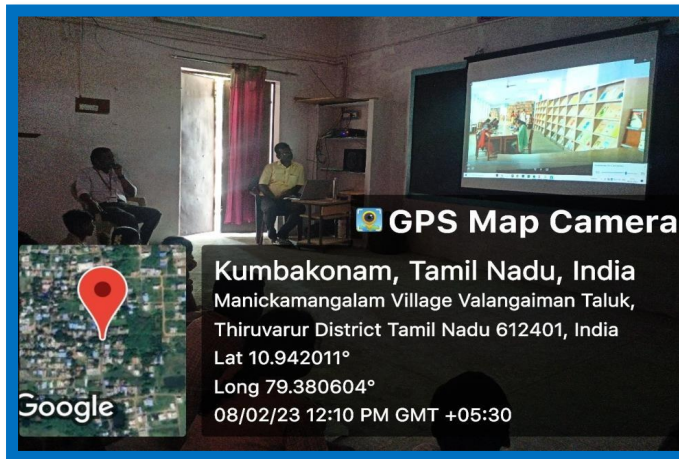 GPS Map Camera
Kumbakonam, Tamil Nadu, India
Manickamangalam Village Valangaiman Taluk,
Thiruvarur District Tamil Nadu 612401, India
Lat 10.942011°
Long 79.380604°
08/02/23 12:10 PM GMT +05:30
Google